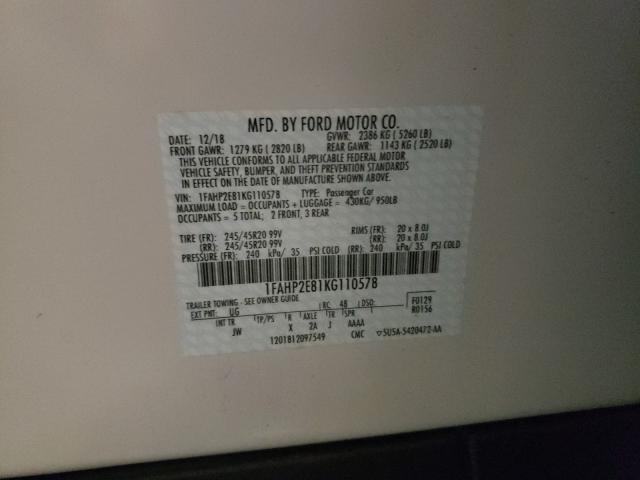 MFD. BY FORD MOTOR CO.
DATE: 12/18 GVWR: 2386 KG ( 5260 LB)
FRONT GAWR: 1279 KG ( 2820 LB) REAR GAWR: 1143 KG ( 2520 LB)
THIS VEHICLE CONFORMS TO ALL APPLICABLE FEDERAL MOTOR
VEHICLE SAFETY, BUMPER, AND THEFT PREVENTION STANDARDS
IN EFFECT ON THE DATE OF MANUFACTURE SHOWN ABOVE.
VIN: 1FAHP2E81KG110578 TYPE: Passenger Car
MAXIMUM LOAD = OCCUPANTS + LUGGAGE = 430KG/ 950LB
OCCUPANTS = 5 TOTAL; 2 FRONT, 3 REAR
TIRE (FR): 245/45R20 99V RIMS (FR): 20 x 8.0J
(RR): 245/45R20 99V (RR): 20 x 8.0J
PRESSURE (FR): 240 kPa/ 35 PSI COLD (RR): 240 kPa/ 35 PSI COLD
1FAHP2E81KG110578
TRAILER TOWING - SEE OWNER GUIDE
EXT PNT: UG RC: 48 DSO: F0129
INT TR TP/PS R AXLE TR SPR R0156
JW X 2A J AAAA
1201812097549 CMC ▽5U5A-5420472-AA